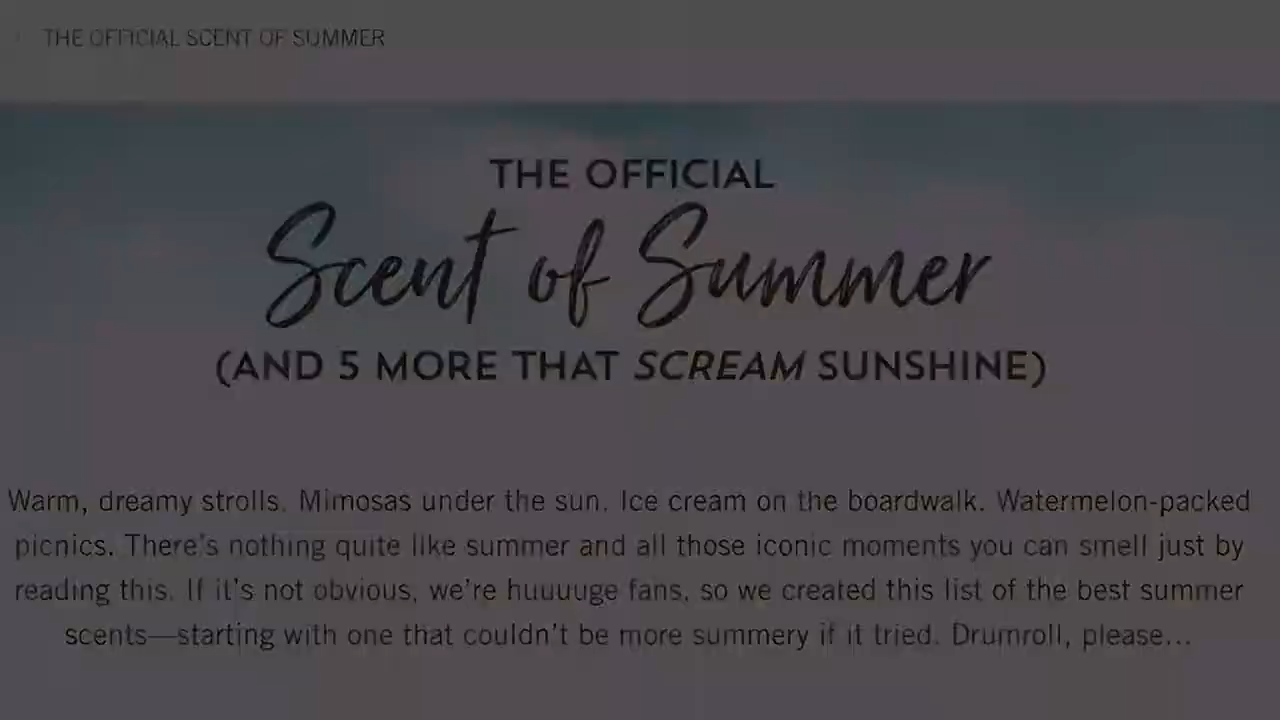 THE OFFICIAL SCENT OF SUMMER
THE OFFICIAL
Scent of Summer
(AND 5 MORE THAT SCREAM SUNSHINE)
Warm, dreamy strolls. Mimosas under the sun. Ice cream on the boardwalk. Watermelon-packed
picnics. There's nothing quite like summer and all those iconic moments you can smell just by
reading this. If it's not obvious, we're huuuuge fans, so we created this list of the best summer
scents—starting with one that couldn't be more summery if it tried. Drumroll, please...